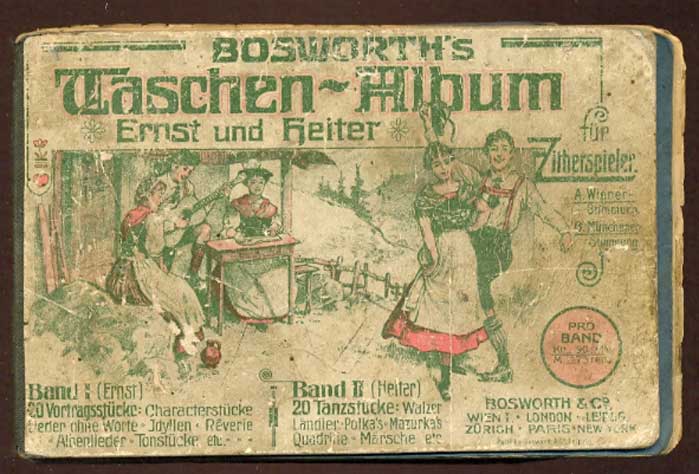 BOSWORTH'S
Taschen-Album
Ernst und Heiter
für
Zitherspieler.
A. Wiener-
Stimmung
B. Münchener
Stimmung
PRO
BAND
Band I (Ernst)
20 Vortragsstücke: Characterstücke
Lieder ohne Worte - Idyllen - Rêverie
Alpenlieder - Tonstücke etc.
Band II (Heiter)
20 Tanzstücke: Walzer
Ländler - Polka's - Mazurka's
Quadrille - Märsche etc
BOSWORTH & Co.
WIEN I. - LONDON - LEIPZIG.
ZÜRICH - PARIS - NEW YORK